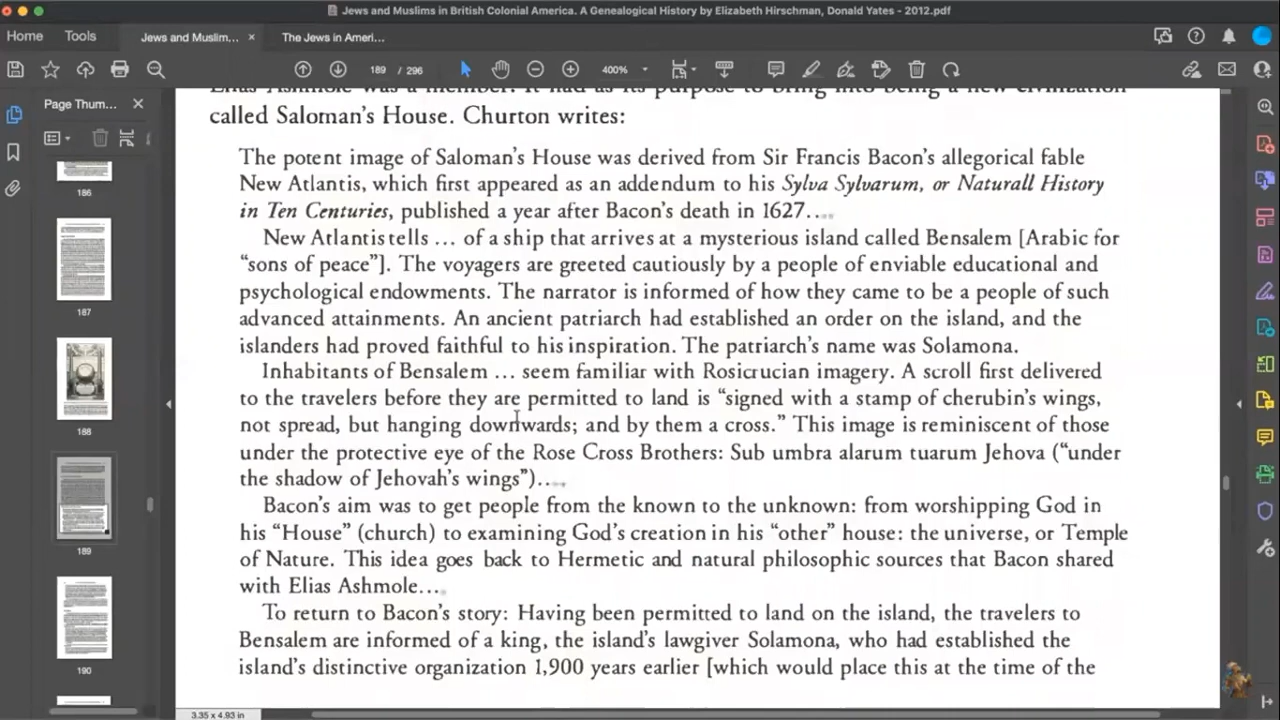 Jews and Muslims in British Colonial America. A Genealogical History by Elizabeth Hirschman, Donald Yates - 2012.pdf
Home
Tools
Jews and Muslim...
The Jews in Ameri...
189 / 296
400%
Page Thum...
186
187
188
189
190
Elias Ashmole was a member. It had as its purpose to bring into being a new civilization
called Saloman's House. Churton writes:
The potent image of Saloman's House was derived from Sir Francis Bacon's allegorical fable
New Atlantis, which first appeared as an addendum to his Sylva Sylvarum, or Naturall History
in Ten Centuries, published a year after Bacon's death in 1627....
New Atlantis tells ... of a ship that arrives at a mysterious island called Bensalem [Arabic for
"sons of peace"]. The voyagers are greeted cautiously by a people of enviable educational and
psychological endowments. The narrator is informed of how they came to be a people of such
advanced attainments. An ancient patriarch had established an order on the island, and the
islanders had proved faithful to his inspiration. The patriarch's name was Solamona.
Inhabitants of Bensalem ... seem familiar with Rosicrucian imagery. A scroll first delivered
to the travelers before they are permitted to land is "signed with a stamp of cherubin's wings,
not spread, but hanging downwards; and by them a cross." This image is reminiscent of those
under the protective eye of the Rose Cross Brothers: Sub umbra alarum tuarum Jehova ("under
the shadow of Jehovah's wings")....
Bacon's aim was to get people from the known to the unknown: from worshipping God in
his "House" (church) to examining God's creation in his "other" house: the universe, or Temple
of Nature. This idea goes back to Hermetic and natural philosophic sources that Bacon shared
with Elias Ashmole....
To return to Bacon's story: Having been permitted to land on the island, the travelers to
Bensalem are informed of a king, the island's lawgiver Solamona, who had established the
island's distinctive organization 1,900 years earlier [which would place this at the time of the
3.35 x 4.93 in